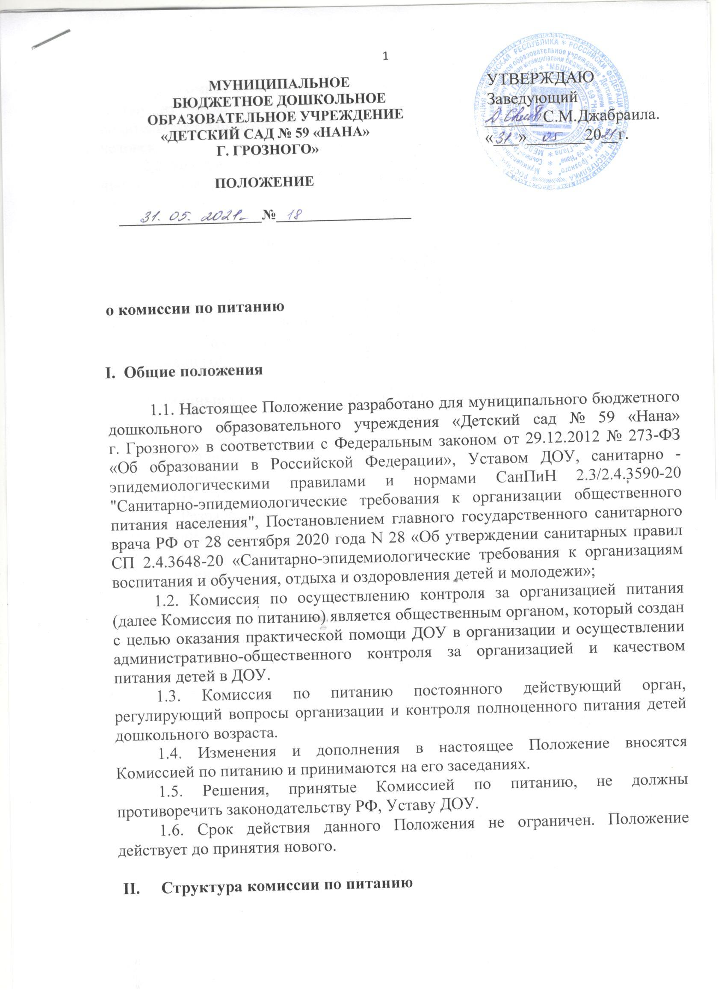 1
МУНИЦИПАЛЬНОЕ
БЮДЖЕТНОЕ ДОШКОЛЬНОЕ
ОБРАЗОВАТЕЛЬНОЕ УЧРЕЖДЕНИЕ
«ДЕТСКИЙ САД № 59 «НАНА»
Г. ГРОЗНОГО»
ПОЛОЖЕНИЕ
31. 05. 2021г. № 18
УТВЕРЖДАЮ
Заведующий
С.М.Джабраила.
«31» 05 2021г.
о комиссии по питанию
I. Общие положения
1.1. Настоящее Положение разработано для муниципального бюджетного
дошкольного образовательного учреждения «Детский сад № 59 «Нана»
г. Грозного» в соответствии с Федеральным законом от 29.12.2012 № 273-ФЗ
«Об образовании в Российской Федерации», Уставом ДОУ, санитарно -
эпидемиологическими правилами и нормами СанПиН 2.3/2.4.3590-20
"Санитарно-эпидемиологические требования к организации общественного
питания населения", Постановлением главного государственного санитарного
врача РФ от 28 сентября 2020 года N 28 «Об утверждении санитарных правил
СП 2.4.3648-20 «Санитарно-эпидемиологические требования к организациям
воспитания и обучения, отдыха и оздоровления детей и молодежи»;
1.2. Комиссия по осуществлению контроля за организацией питания
(далее Комиссия по питанию) является общественным органом, который создан
с целью оказания практической помощи ДОУ в организации и осуществлении
административно-общественного контроля за организацией и качеством
питания детей в ДОУ.
1.3. Комиссия по питанию постоянного действующий орган,
регулирующий вопросы организации и контроля полноценного питания детей
дошкольного возраста.
1.4. Изменения и дополнения в настоящее Положение вносятся
Комиссией по питанию и принимаются на его заседаниях.
1.5. Решения, принятые Комиссией по питанию, не должны
противоречить законодательству РФ, Уставу ДОУ.
1.6. Срок действия данного Положения не ограничен. Положение
действует до принятия нового.
II. Структура комиссии по питанию